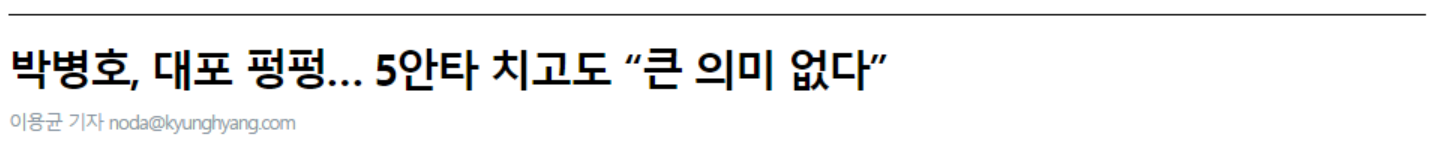 박병호, 대포 펑펑… 5안타 치고도 “큰 의미 없다”
이용균 기자 noda@kyunghyang.com